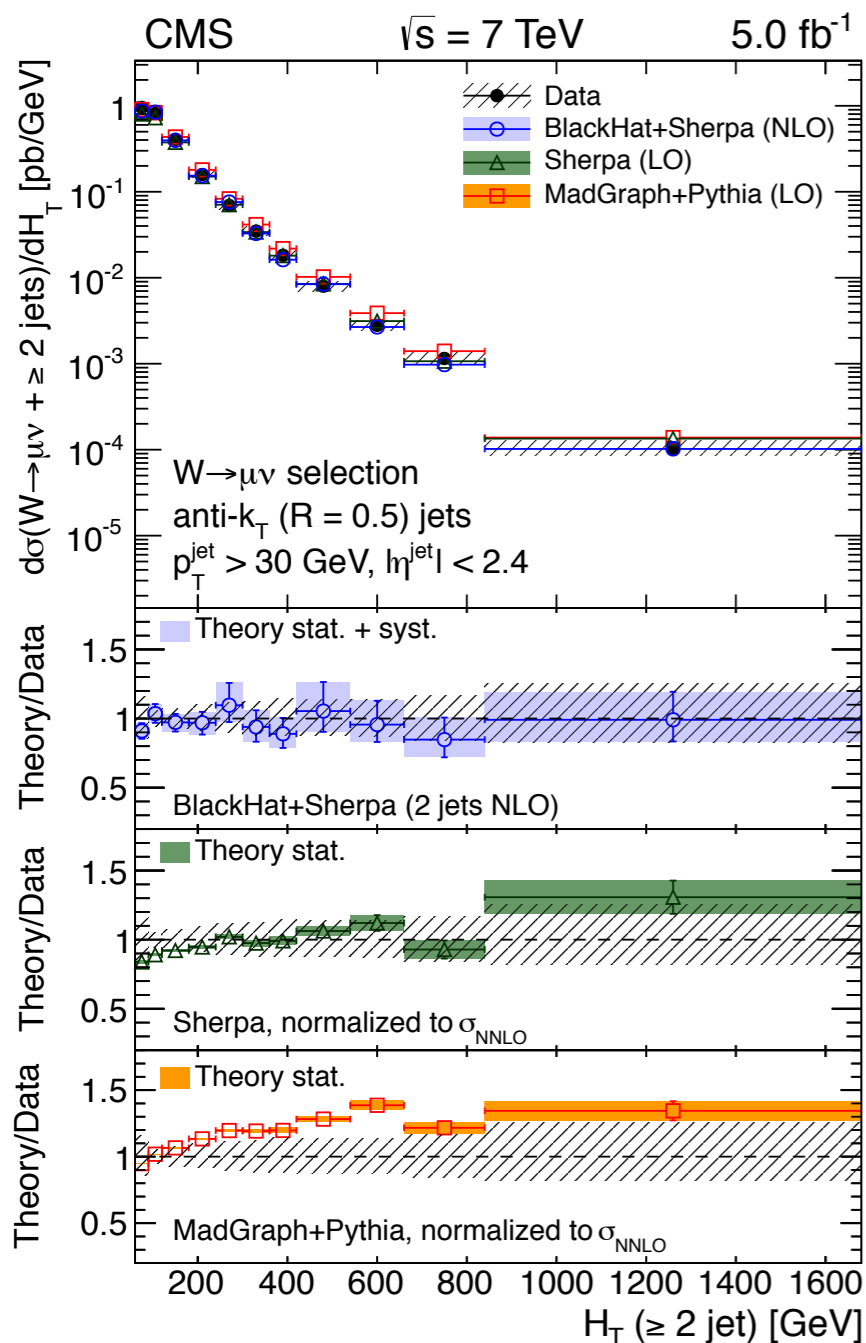 CMS √s = 7 TeV 5.0 fb⁻¹
dσ(W→μν + ≥ 2 jets)/dH_T [pb/GeV]
1
10⁻¹
10⁻²
10⁻³
10⁻⁴
10⁻⁵
Data
BlackHat+Sherpa (NLO)
Sherpa (LO)
MadGraph+Pythia (LO)
W→μν selection
anti-k_T (R = 0.5) jets
p_T^jet > 30 GeV, |η^jet| < 2.4
Theory/Data
1.5
1
0.5
Theory stat. + syst.
BlackHat+Sherpa (2 jets NLO)
Theory/Data
1.5
1
0.5
Theory stat.
Sherpa, normalized to σ_NNLO
Theory/Data
1.5
1
0.5
Theory stat.
MadGraph+Pythia, normalized to σ_NNLO
200 400 600 800 1000 1200 1400 1600
H_T (≥ 2 jet) [GeV]